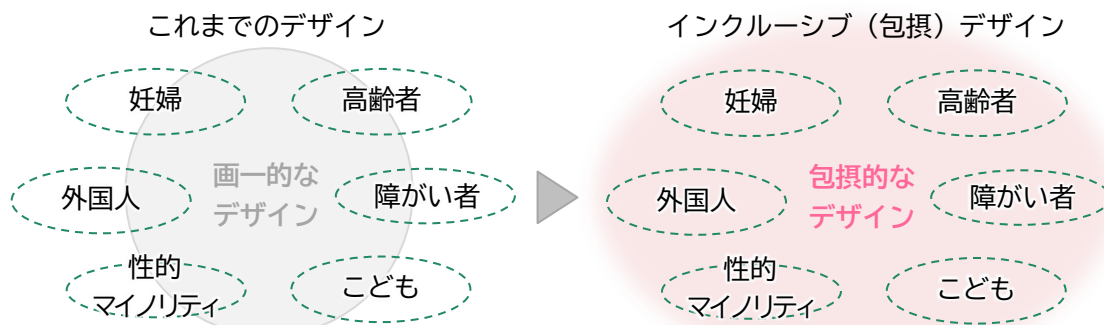 これまでのデザイン
妊婦
高齢者
外国人
画一的な
デザイン
障がい者
性的
マイノリティ
こども
インクルーシブ（包摂）デザイン
妊婦
高齢者
外国人
包摂的な
デザイン
障がい者
性的
マイノリティ
こども